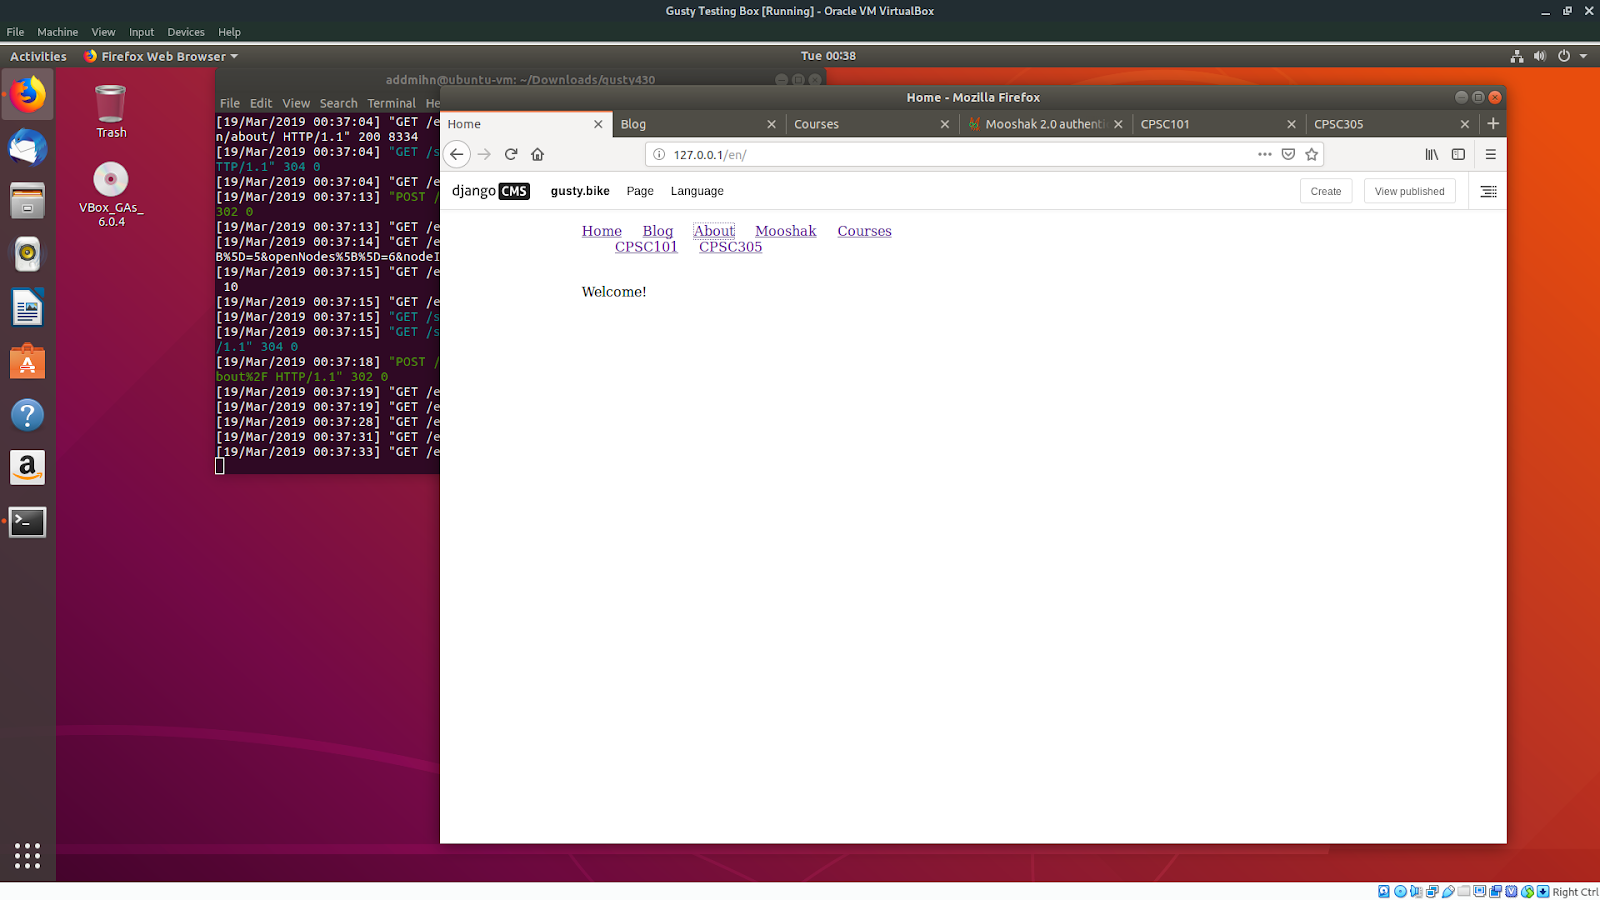 Gusty Testing Box [Running] - Oracle VM VirtualBox
File Machine View Input Devices Help
Activities Firefox Web Browser Tue 00:38
addmihn@ubuntu-vm: ~/Downloads/gusty430
File Edit View Search Terminal He
Trash
VBox_GAs_
6.0.4
[19/Mar/2019 00:37:04] "GET /e
n/about/ HTTP/1.1" 200 8334
[19/Mar/2019 00:37:04] "GET /s
TTP/1.1" 304 0
[19/Mar/2019 00:37:04] "GET /e
[19/Mar/2019 00:37:13] "POST /
302 0
[19/Mar/2019 00:37:13] "GET /e
[19/Mar/2019 00:37:14] "GET /e
B%5D=5&openNodes%5B%5D=6&nodeI
[19/Mar/2019 00:37:15] "GET /e
10
[19/Mar/2019 00:37:15] "GET /e
[19/Mar/2019 00:37:15] "GET /s
[19/Mar/2019 00:37:15] "GET /s
/1.1" 304 0
[19/Mar/2019 00:37:18] "POST /
bout%2F HTTP/1.1" 302 0
[19/Mar/2019 00:37:19] "GET /e
[19/Mar/2019 00:37:19] "GET /e
[19/Mar/2019 00:37:28] "GET /e
[19/Mar/2019 00:37:31] "GET /e
[19/Mar/2019 00:37:33] "GET /e
Home - Mozilla Firefox
Home Blog Courses Mooshak 2.0 authenti CPSC101 CPSC305
127.0.0.1/en/
django CMS gusty.bike Page Language Create View published
Home Blog About Mooshak Courses
CPSC101 CPSC305
Welcome!
Right Ctrl